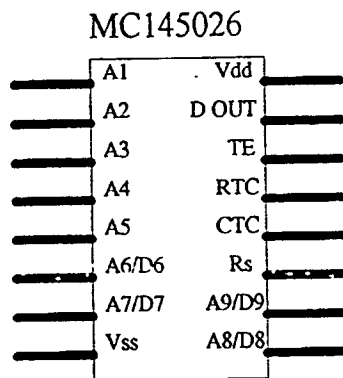 MC145026
A1 Vdd
A2 D OUT
A3 TE
A4 RTC
A5 CTC
A6/D6 Rs
A7/D7 A9/D9
Vss A8/D8